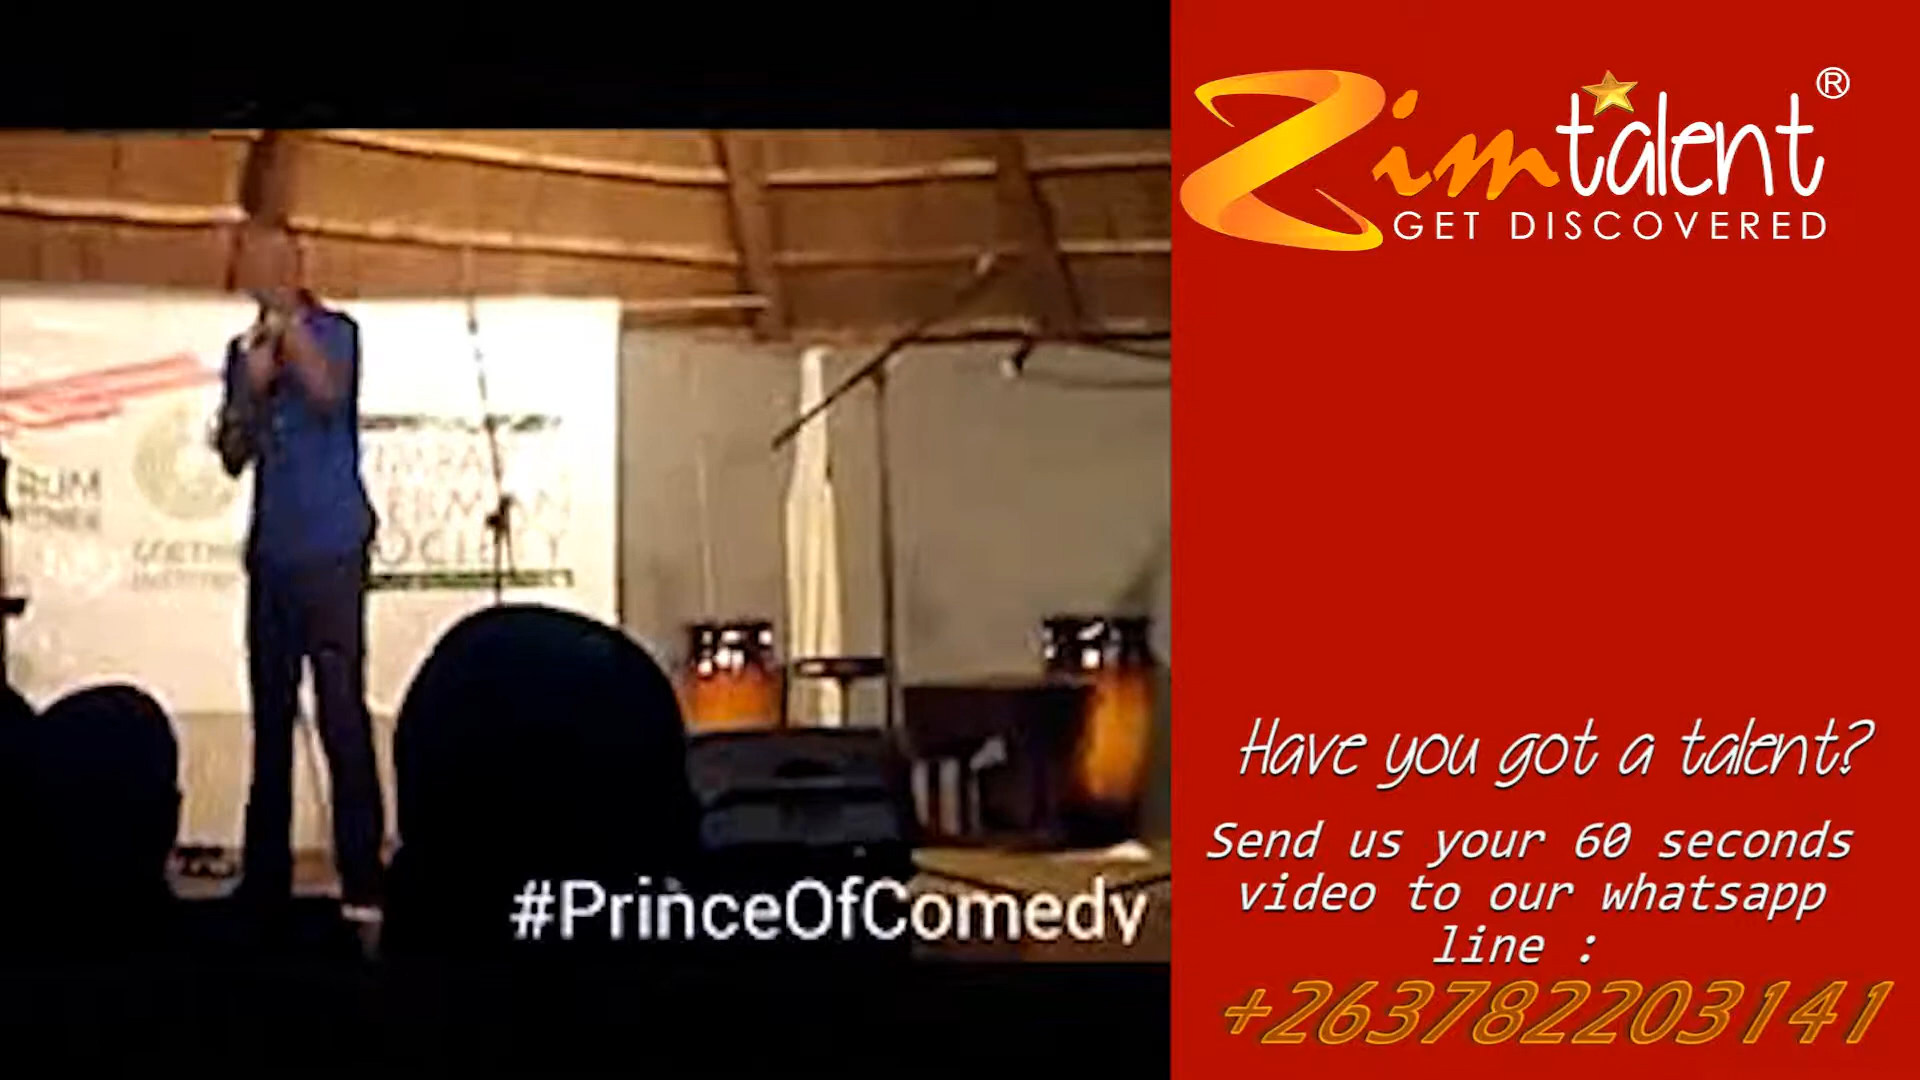 #PrinceOfComedy
Zimtalent®
GET DISCOVERED
Have you got a talent?
Send us your 60 seconds
video to our whatsapp
line :
+263782203141